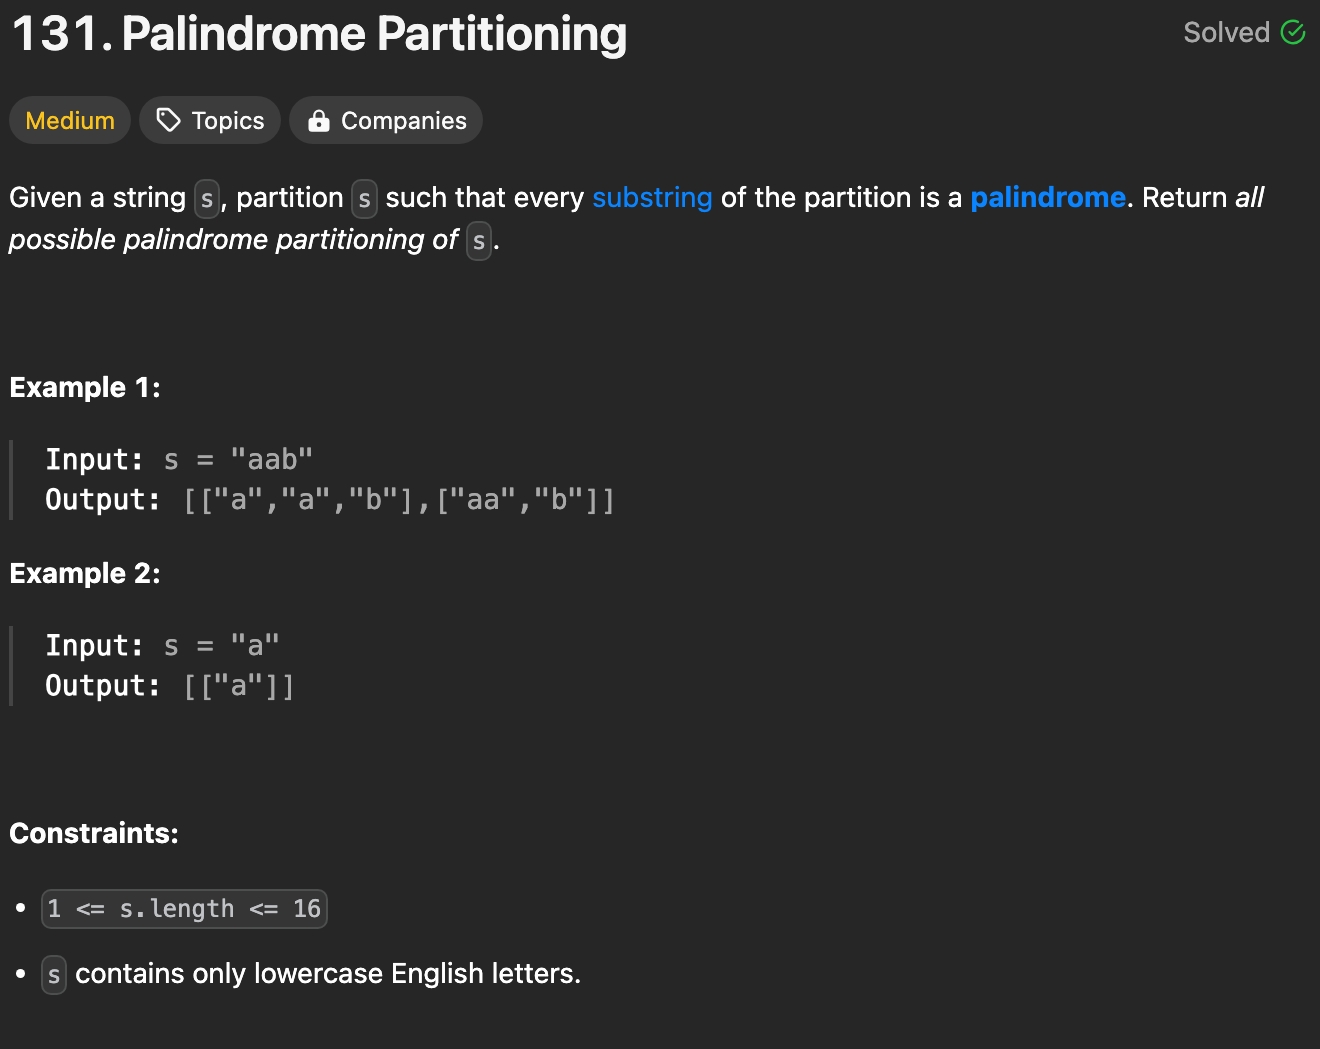 131. Palindrome Partitioning
Solved
Medium
Topics
Companies
Given a string s, partition s such that every substring of the partition is a palindrome. Return all
possible palindrome partitioning of s.
Example 1:
Input: s = "aab"
Output: [["a","a","b"],["aa","b"]]
Example 2:
Input: s = "a"
Output: [["a"]]
Constraints:
• 1 <= s.length <= 16
• s contains only lowercase English letters.